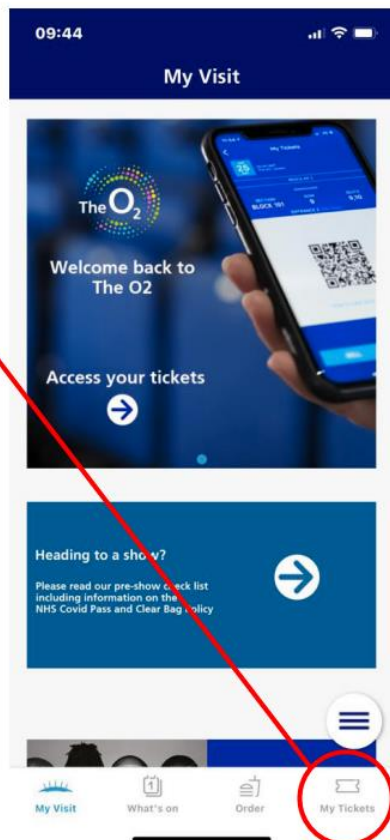 09:44
My Visit
The O2
Welcome back to
The O2
Access your tickets
My Tickets
25
BLOCK 101
Heading to a show?
Please read our pre-show check list
including information on the
NHS Covid Pass and Clear Bag Policy
My Visit
1
What's on
Order
My Tickets